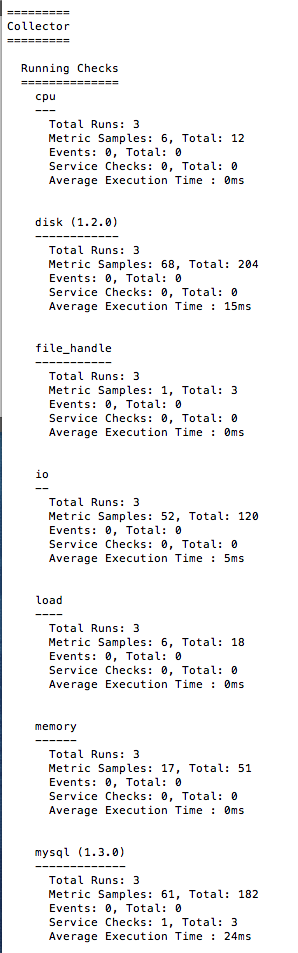 =========
Collector
=========
Running Checks
==============
cpu
---
Total Runs: 3
Metric Samples: 6, Total: 12
Events: 0, Total: 0
Service Checks: 0, Total: 0
Average Execution Time : 0ms
disk (1.2.0)
------------
Total Runs: 3
Metric Samples: 68, Total: 204
Events: 0, Total: 0
Service Checks: 0, Total: 0
Average Execution Time : 15ms
file_handle
-----------
Total Runs: 3
Metric Samples: 1, Total: 3
Events: 0, Total: 0
Service Checks: 0, Total: 0
Average Execution Time : 0ms
io
--
Total Runs: 3
Metric Samples: 52, Total: 120
Events: 0, Total: 0
Service Checks: 0, Total: 0
Average Execution Time : 5ms
load
----
Total Runs: 3
Metric Samples: 6, Total: 18
Events: 0, Total: 0
Service Checks: 0, Total: 0
Average Execution Time : 0ms
memory
------
Total Runs: 3
Metric Samples: 17, Total: 51
Events: 0, Total: 0
Service Checks: 0, Total: 0
Average Execution Time : 0ms
mysql (1.3.0)
-------------
Total Runs: 3
Metric Samples: 61, Total: 182
Events: 0, Total: 0
Service Checks: 1, Total: 3
Average Execution Time : 24ms